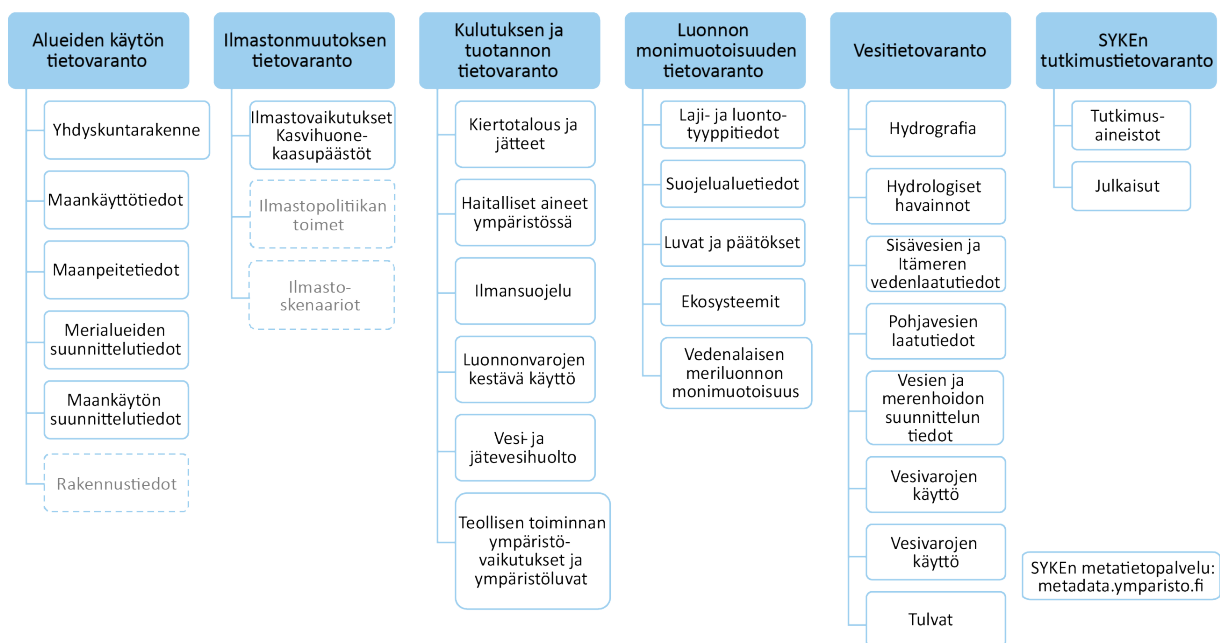 Alueiden käytön
tietovaranto
Yhdyskuntarakenne
Maankäyttötiedot
Maanpeitetiedot
Merialueiden
suunnittelutiedot
Maankäytön
suunnittelutiedot
Rakennustiedot
Ilmastonmuutoksen
tietovaranto
Ilmastovaikutukset
Kasvihuone-
kaasupäästöt
Ilmastopolitiikan
toimet
Ilmasto-
skenaariot
Kulutuksen ja
tuotannon
tietovaranto
Kiertotalous ja
jätteet
Haitalliset aineet
ympäristössä
Ilmansuojelu
Luonnonvarojen
kestävä käyttö
Vesi- ja
jätevesihuolto
Teollisen toiminnan
ympäristö-
vaikutukset ja
ympäristöluvat
Luonnon
monimuotoisuuden
tietovaranto
Laji- ja luonto-
tyyppitiedot
Suojelualuetiedot
Luvat ja päätökset
Ekosysteemit
Vedenalaisen
meriluonnon
monimuotoisuus
Vesitietovaranto
Hydrografia
Hydrologiset
havainnot
Sisävesien ja
Itämeren
vedenlaatutiedot
Pohjavesien
laatutiedot
Vesien ja
merenhoidon
suunnittelun
tiedot
Vesivarojen
käyttö
Vesivarojen
käyttö
Tulvat
SYKEn
tutkimustietovaranto
Tutkimus-
aineistot
Julkaisut
SYKEn metatietopalvelu:
metadata.ymparisto.fi